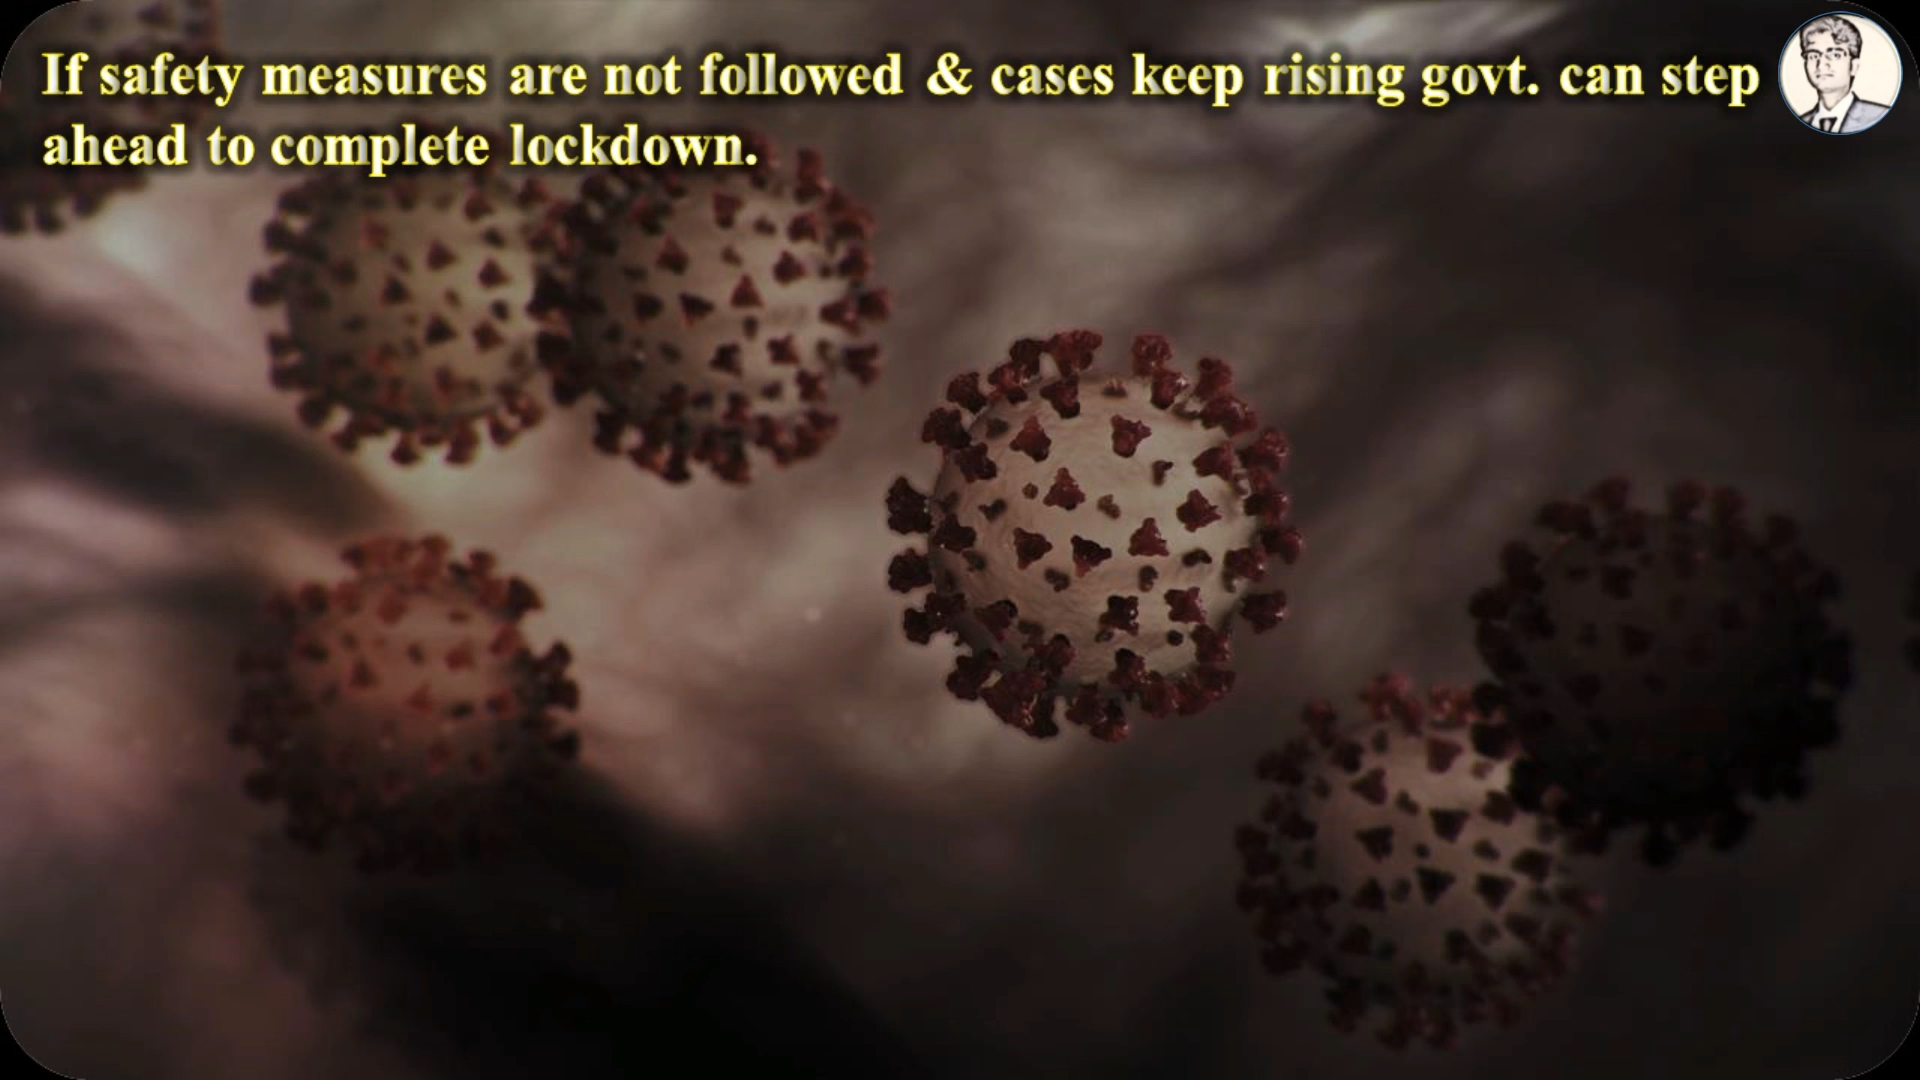 If safety measures are not followed & cases keep rising govt. can step
ahead to complete lockdown.